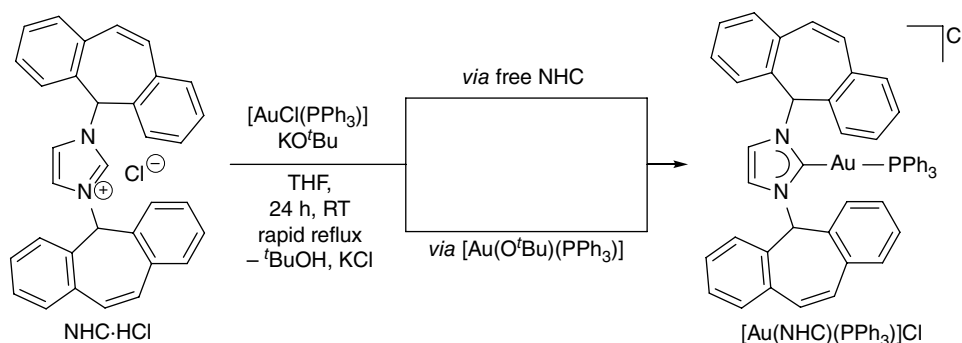 N
N
⊕
Cl ⊖
NHC·HCl
[AuCl(PPh₃)]
KOᵗBu
THF,
24 h, RT
rapid reflux
– ᵗBuOH, KCl
via free NHC
via [Au(OᵗBu)(PPh₃)]
Cl
N
N
Au
PPh₃
[Au(NHC)(PPh₃)]Cl